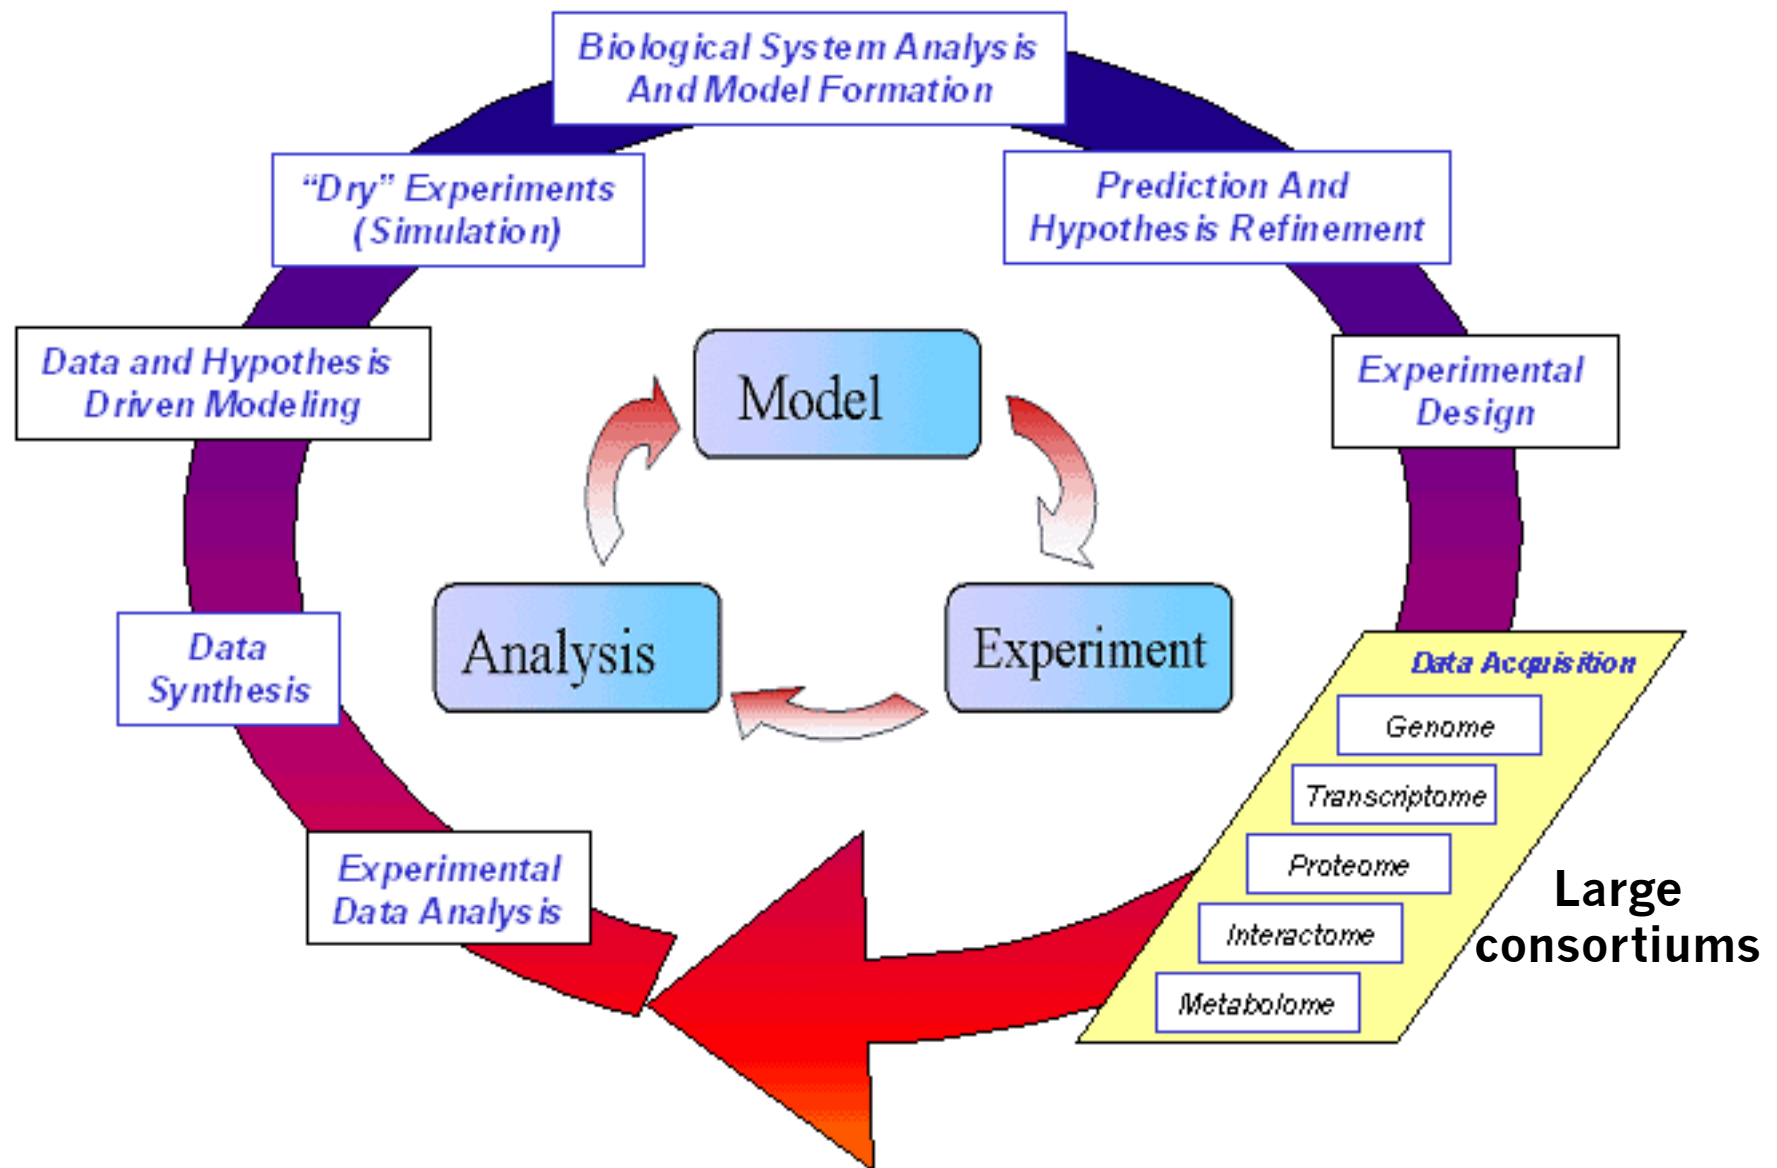 Biological System Analysis
And Model Formation
“Dry” Experiments
(Simulation)
Prediction And
Hypothesis Refinement
Data and Hypothesis
Driven Modeling
Experimental
Design
Model
Analysis
Experiment
Data
Synthesis
Data Acquisition
Genome
Transcriptome
Proteome
Interactome
Metabolome
Large
consortiums
Experimental
Data Analysis